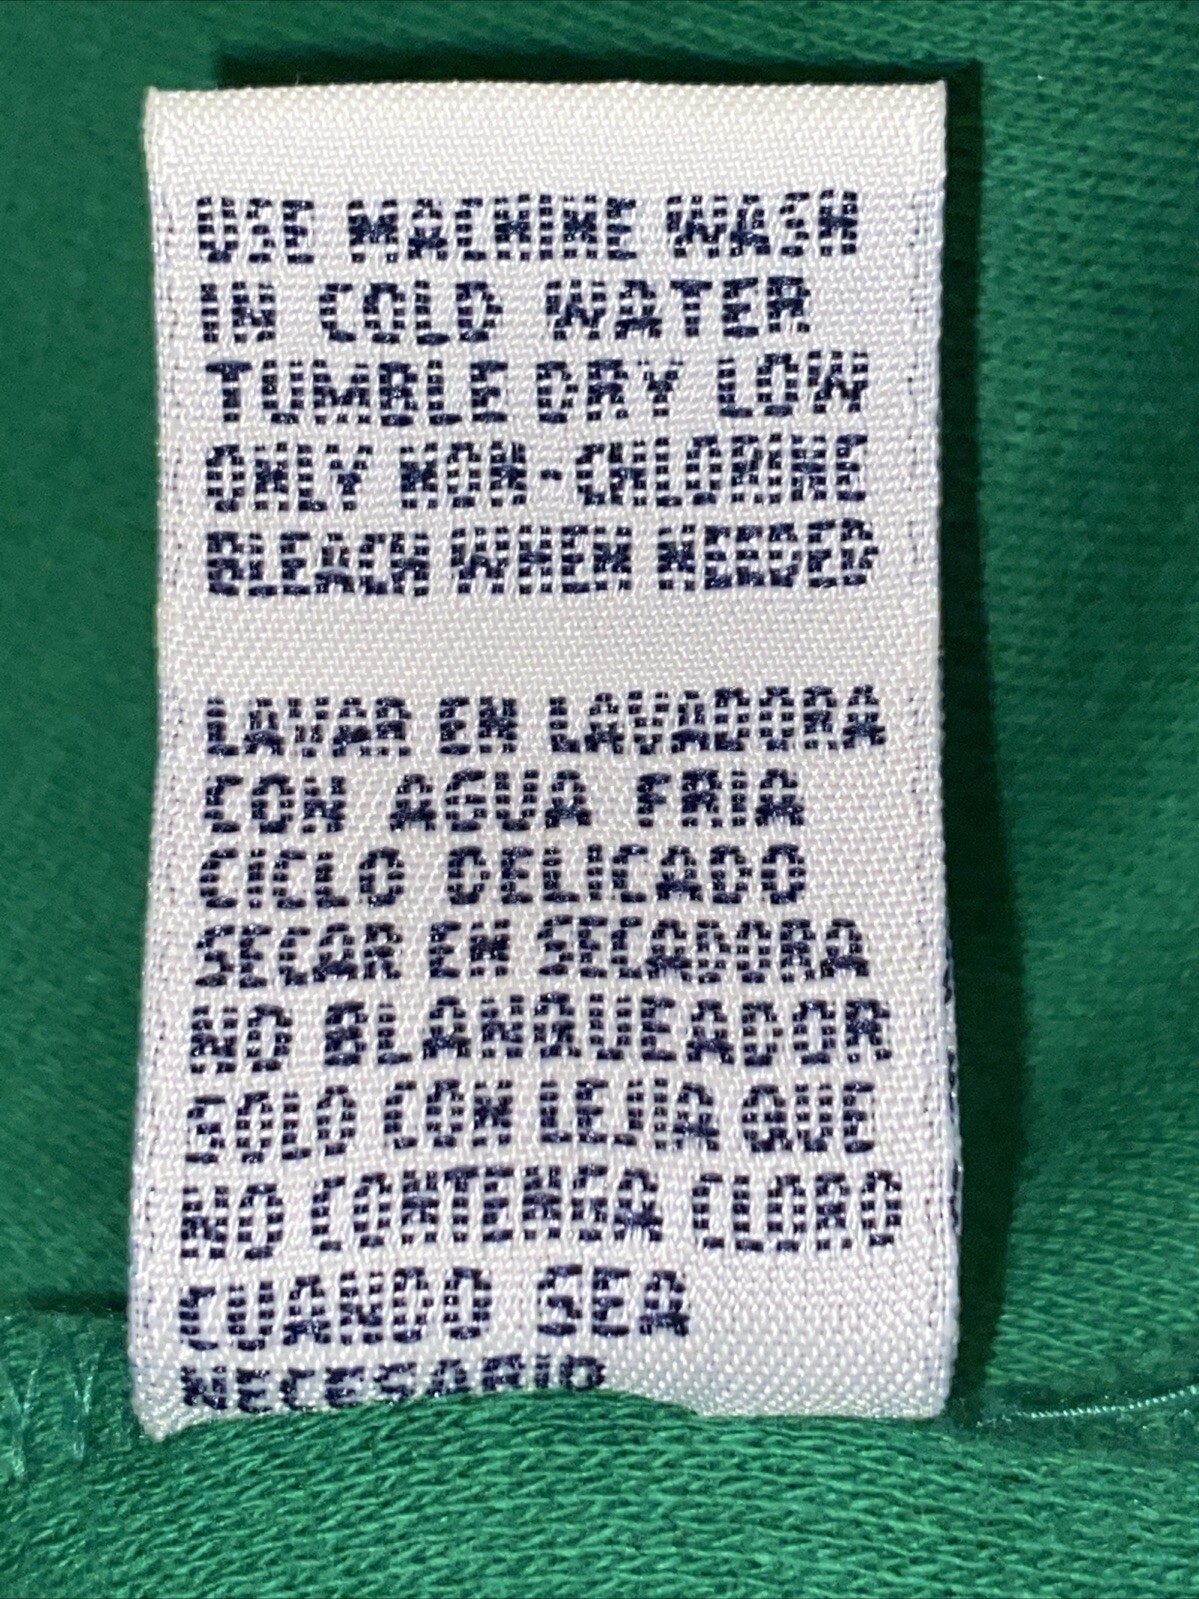 USE MACHINE WASH
IN COLD WATER
TUMBLE DRY LOW
ONLY NON-CHLORINE
BLEACH WHEN NEEDED
LAVAR EN LAVADORA
CON AGUA FRIA
CICLO DELICADO
SECAR EN SECADORA
NO BLANQUEADOR
SOLO CON LEJIA QUE
NO CONTENGA CLORO
CUANDO SEA
NECESARIO